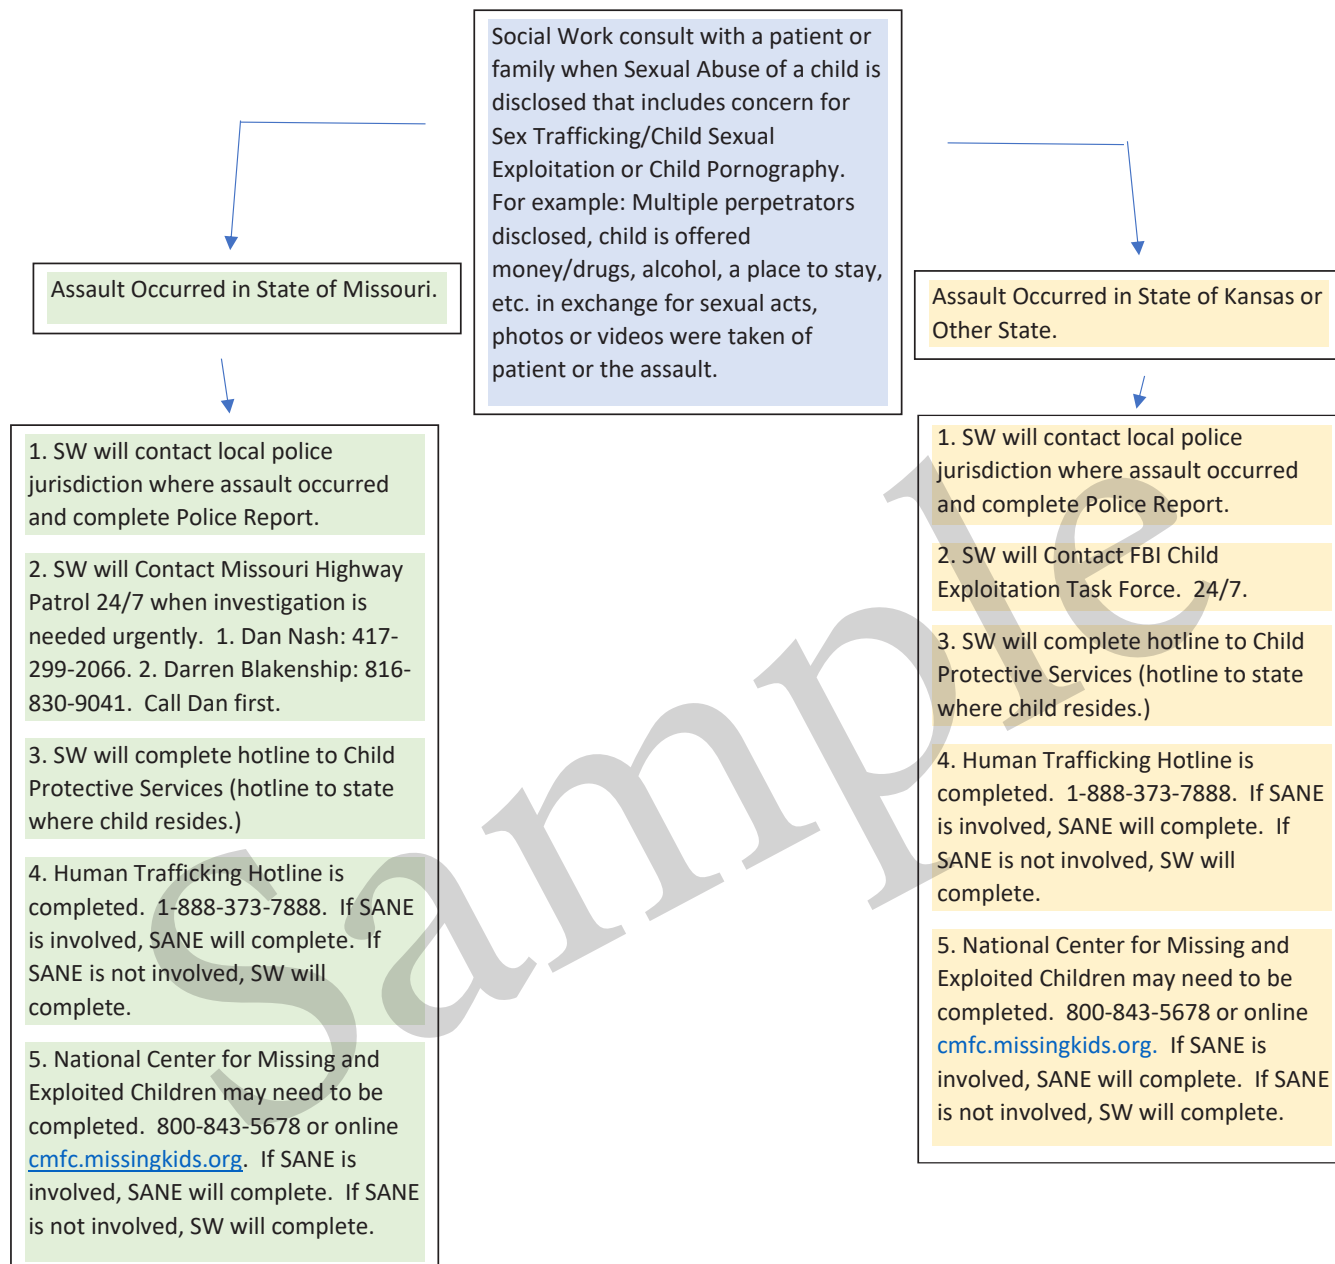 Social Work consult with a patient or
family when Sexual Abuse of a child is
disclosed that includes concern for
Sex Trafficking/Child Sexual
Exploitation or Child Pornography.
For example: Multiple perpetrators
disclosed, child is offered
money/drugs, alcohol, a place to stay,
etc. in exchange for sexual acts,
photos or videos were taken of
patient or the assault.
Assault Occurred in State of Missouri.
1. SW will contact local police
jurisdiction where assault occurred
and complete Police Report.
2. SW will Contact Missouri Highway
Patrol 24/7 when investigation is
needed urgently.  1. Dan Nash: 417-
299-2066. 2. Darren Blakenship: 816-
830-9041.  Call Dan first.
3. SW will complete hotline to Child
Protective Services (hotline to state
where child resides.)
4. Human Trafficking Hotline is
completed.  1-888-373-7888.  If SANE
is involved, SANE will complete.  If
SANE is not involved, SW will
complete.
5. National Center for Missing and
Exploited Children may need to be
completed.  800-843-5678 or online
cmfc.missingkids.org.  If SANE is
involved, SANE will complete.  If SANE
is not involved, SW will complete.
Assault Occurred in State of Kansas or
Other State.
1. SW will contact local police
jurisdiction where assault occurred
and complete Police Report.
2. SW will Contact FBI Child
Exploitation Task Force.  24/7.
3. SW will complete hotline to Child
Protective Services (hotline to state
where child resides.)
4. Human Trafficking Hotline is
completed.  1-888-373-7888.  If SANE
is involved, SANE will complete.  If
SANE is not involved, SW will
complete.
5. National Center for Missing and
Exploited Children may need to be
completed.  800-843-5678 or online
cmfc.missingkids.org.  If SANE is
involved, SANE will complete.  If SANE
is not involved, SW will complete.
Sample